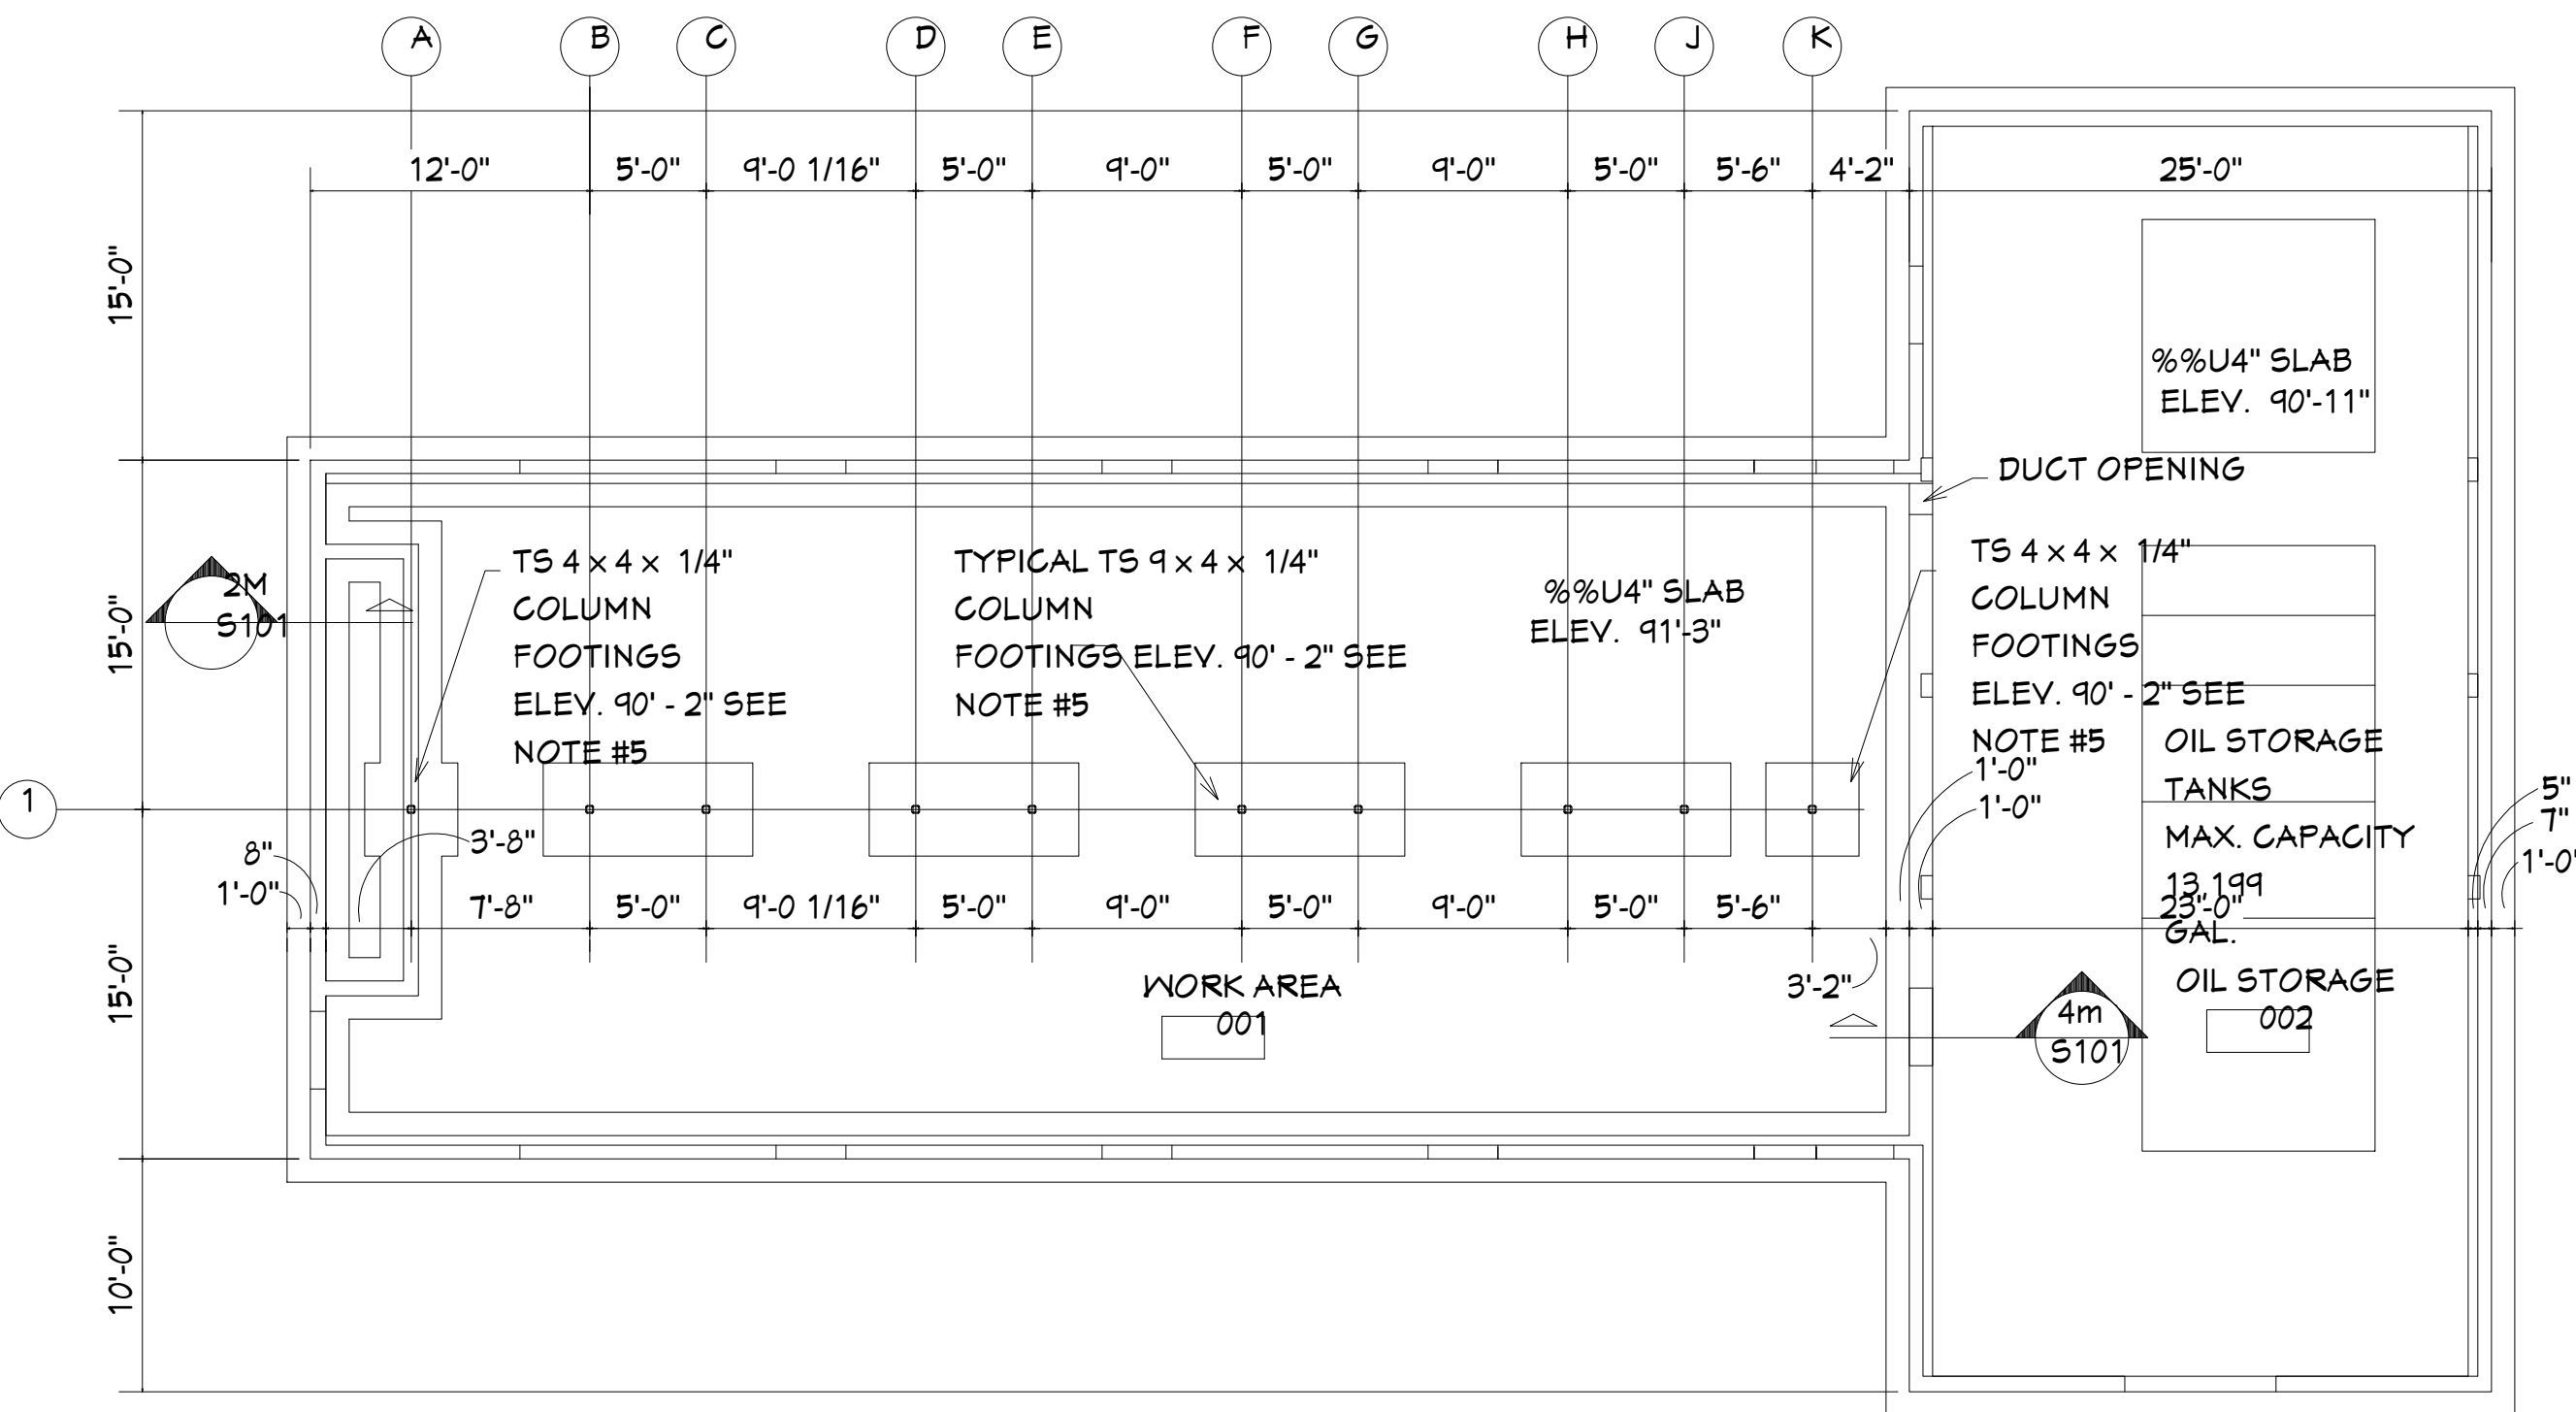 A
B
C
D
E
F
G
H
J
K
12'-0"
5'-0"
9'-0 1/16"
5'-0"
9'-0"
5'-0"
9'-0"
5'-0"
5'-6"
4'-2"
25'-0"
15'-0"
15'-0"
15'-0"
10'-0"
%%U4" SLAB
ELEV. 90'-11"
DUCT OPENING
2M
S101
TS 4 x 4 x 1/4"
COLUMN
FOOTINGS
ELEV. 90' - 2" SEE
NOTE #5
TYPICAL TS 9 x 4 x 1/4"
COLUMN
FOOTINGS ELEV. 90' - 2" SEE
NOTE #5
%%U4" SLAB
ELEV. 91'-3"
TS 4 x 4 x 1/4"
COLUMN
FOOTINGS
ELEV. 90' - 2" SEE
NOTE #5
1
OIL STORAGE
TANKS
MAX. CAPACITY
13,199
GAL.
1'-0"
1'-0"
5"
7"
1'-0"
8"
1'-0"
3'-8"
7'-8"
5'-0"
9'-0 1/16"
5'-0"
9'-0"
5'-0"
9'-0"
5'-0"
5'-6"
3'-2"
23'-0"
WORK AREA
001
4m
S101
OIL STORAGE
002